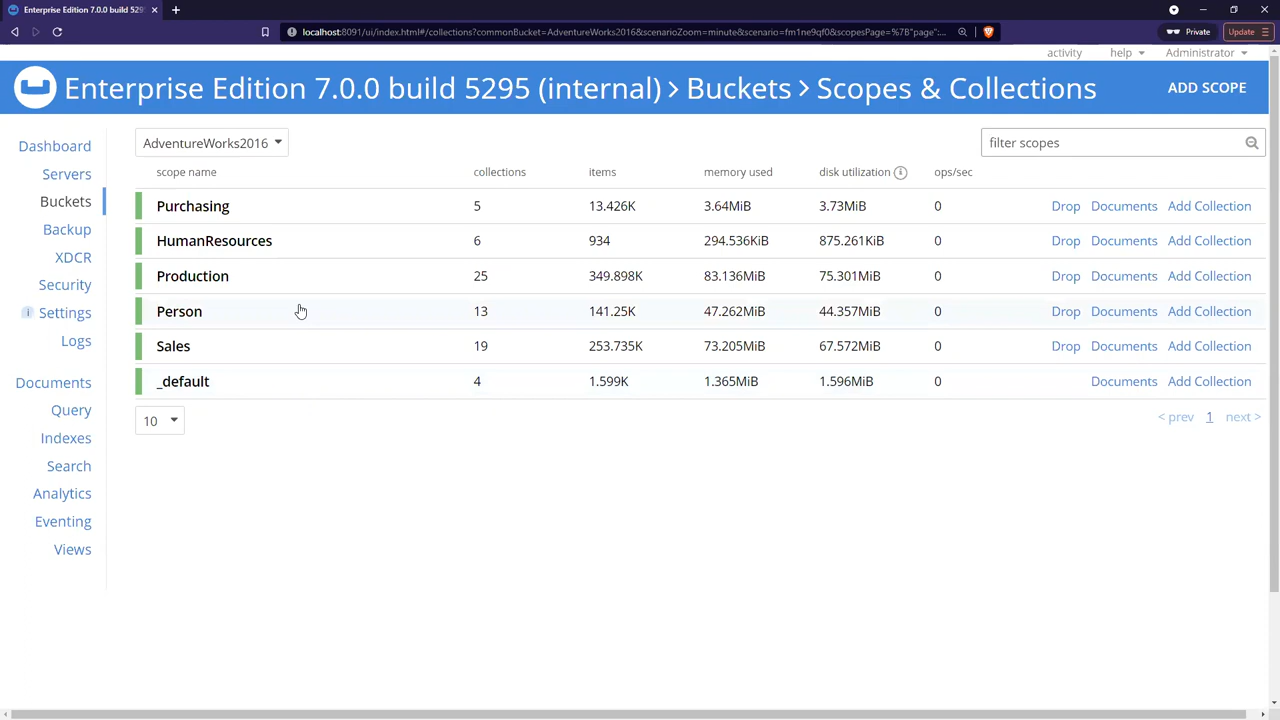 Enterprise Edition 7.0.0 build 529
localhost:8091/ui/index.html#/collections?commonBucket=AdventureWorks2016&scenarioZoom=minute&scenario=fm1ne9qf0&scopesPage=%7B"page":...
Private
Update
activity
help
Administrator
Enterprise Edition 7.0.0 build 5295 (internal) > Buckets > Scopes & Collections
ADD SCOPE
Dashboard
Servers
Buckets
Backup
XDCR
Security
Settings
Logs
Documents
Query
Indexes
Search
Analytics
Eventing
Views
AdventureWorks2016
filter scopes
scope name collections items memory used disk utilization ops/sec
Purchasing 5 13.426K 3.64MiB 3.73MiB 0 Drop Documents Add Collection
HumanResources 6 934 294.536KiB 875.261KiB 0 Drop Documents Add Collection
Production 25 349.898K 83.136MiB 75.301MiB 0 Drop Documents Add Collection
Person 13 141.25K 47.262MiB 44.357MiB 0 Drop Documents Add Collection
Sales 19 253.735K 73.205MiB 67.572MiB 0 Drop Documents Add Collection
_default 4 1.599K 1.365MiB 1.596MiB 0 Documents Add Collection
10
< prev 1 next >